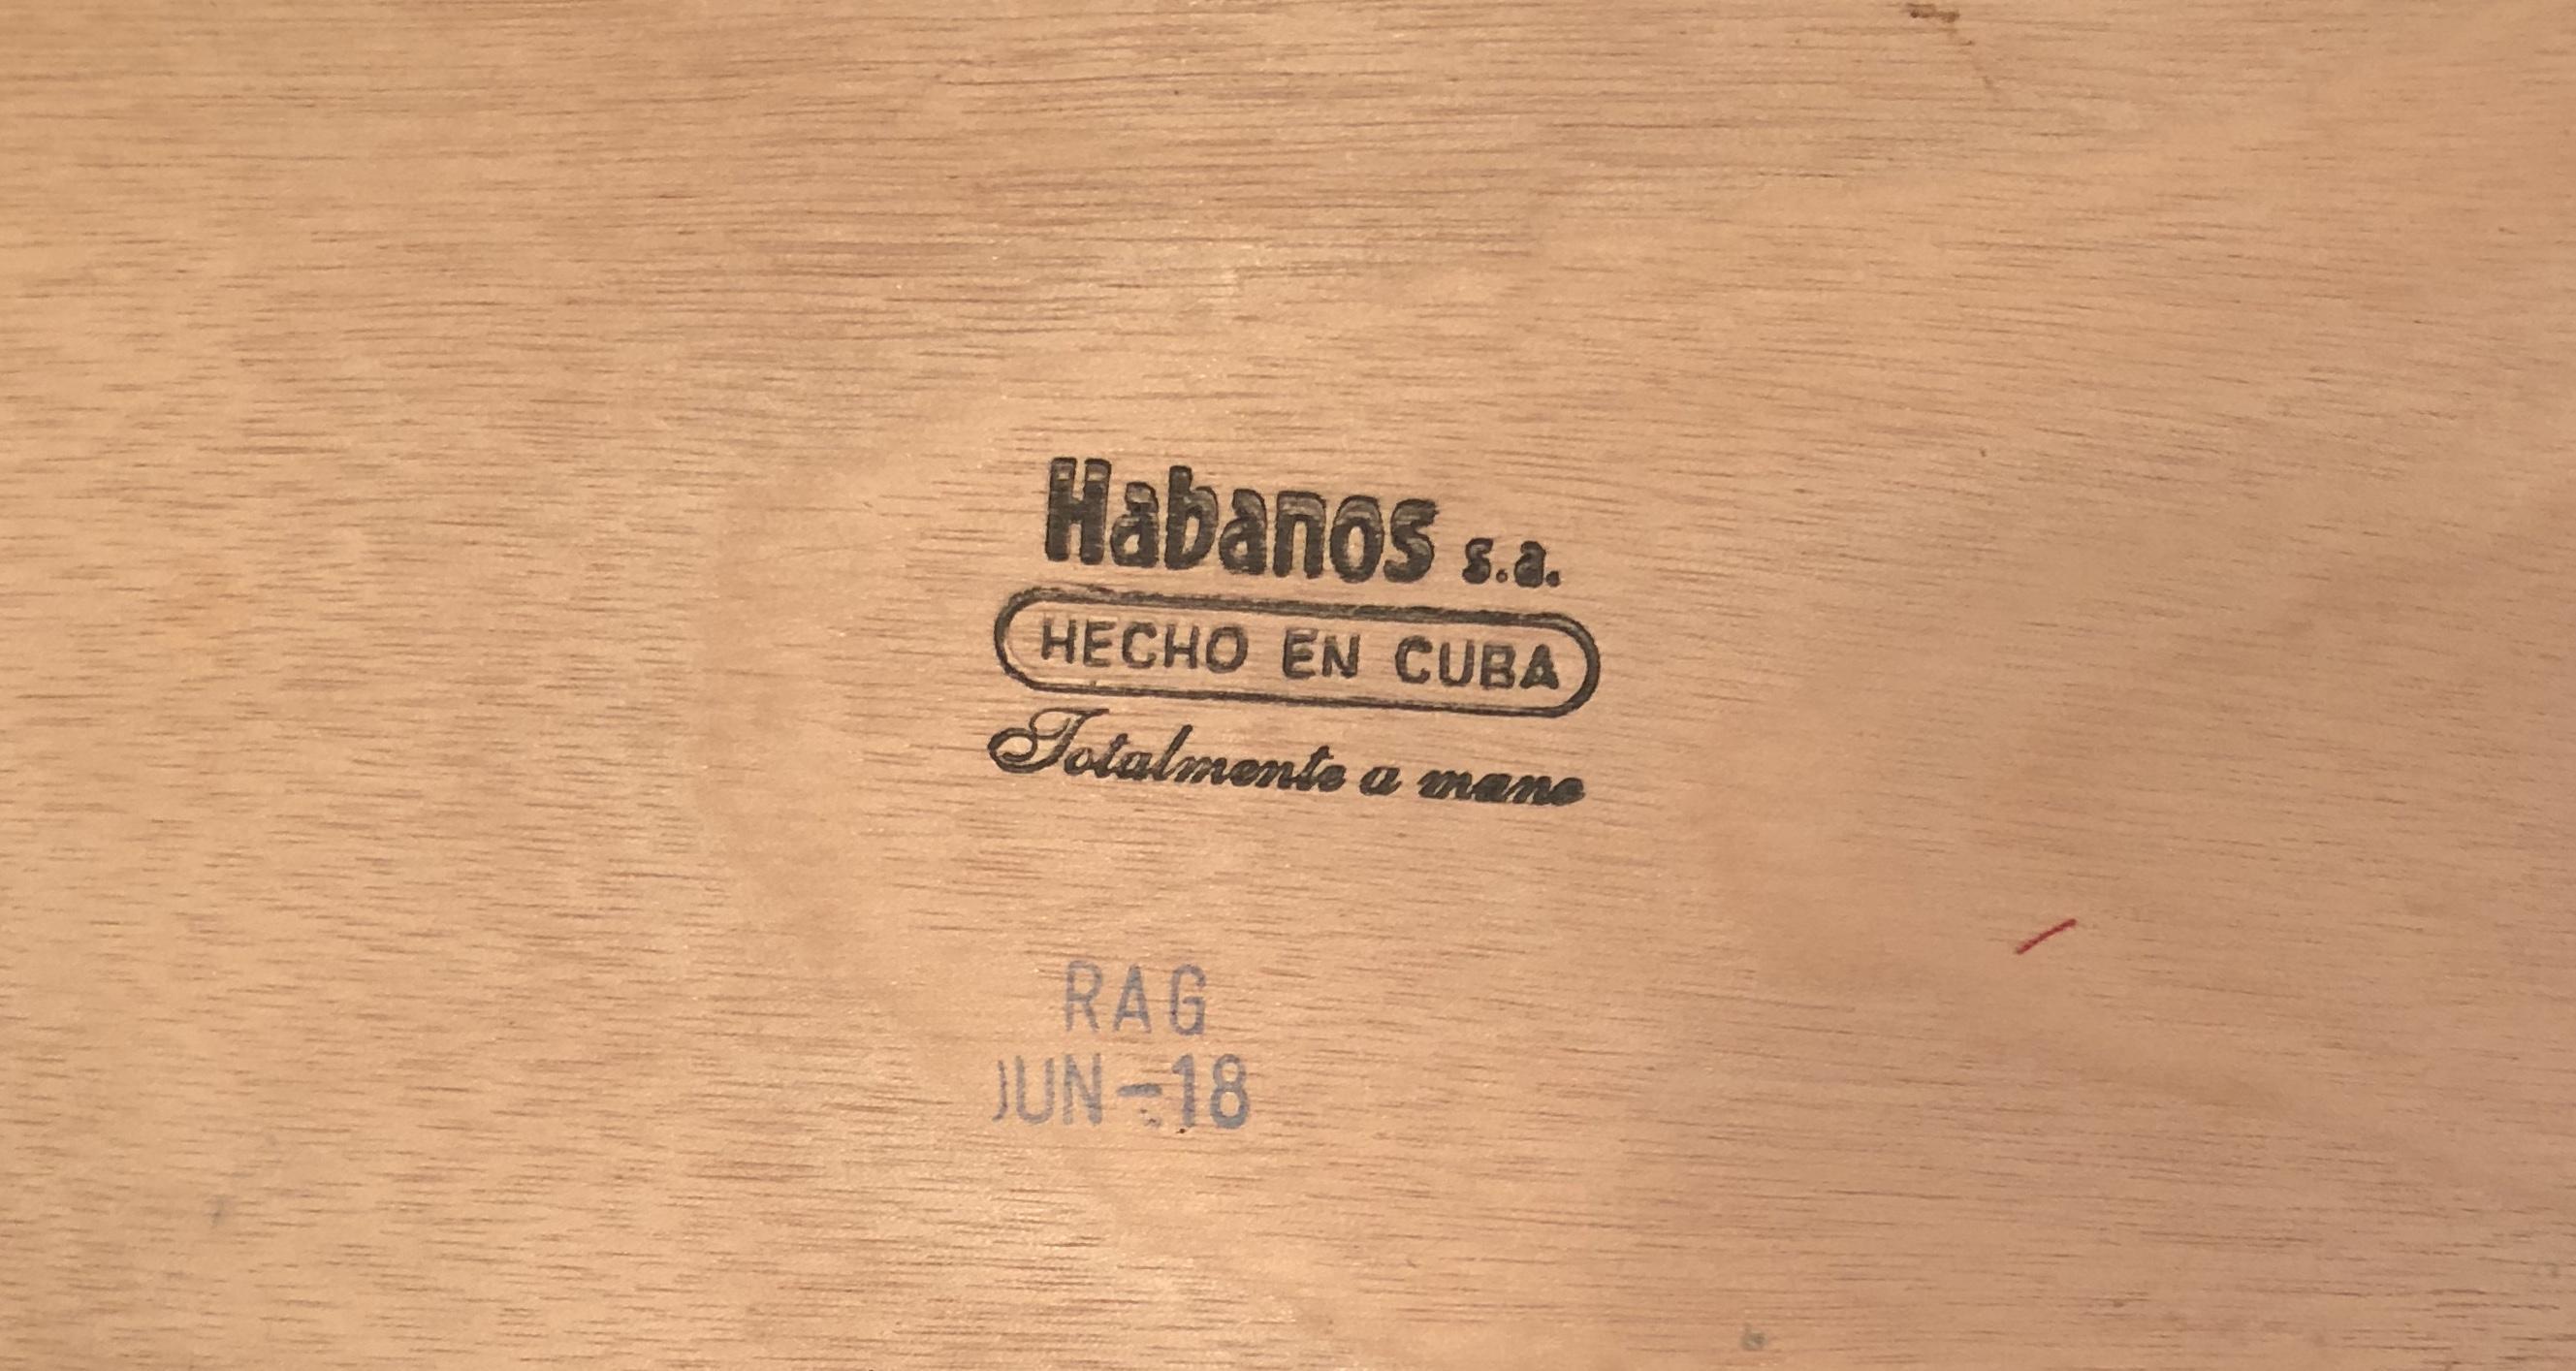 Habanos s.a.
HECHO EN CUBA
Totalmente a mano
RAG
JUN-18